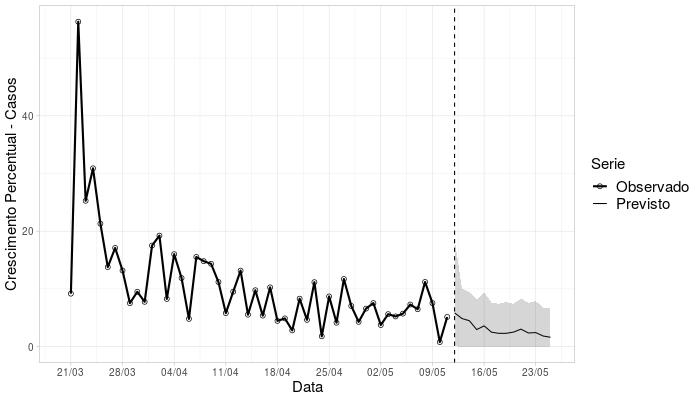 Crescimento Percentual - Casos
40
20
0
21/03 28/03 04/04 11/04 18/04 25/04 02/05 09/05 16/05 23/05
Data
Serie
Observado
Previsto